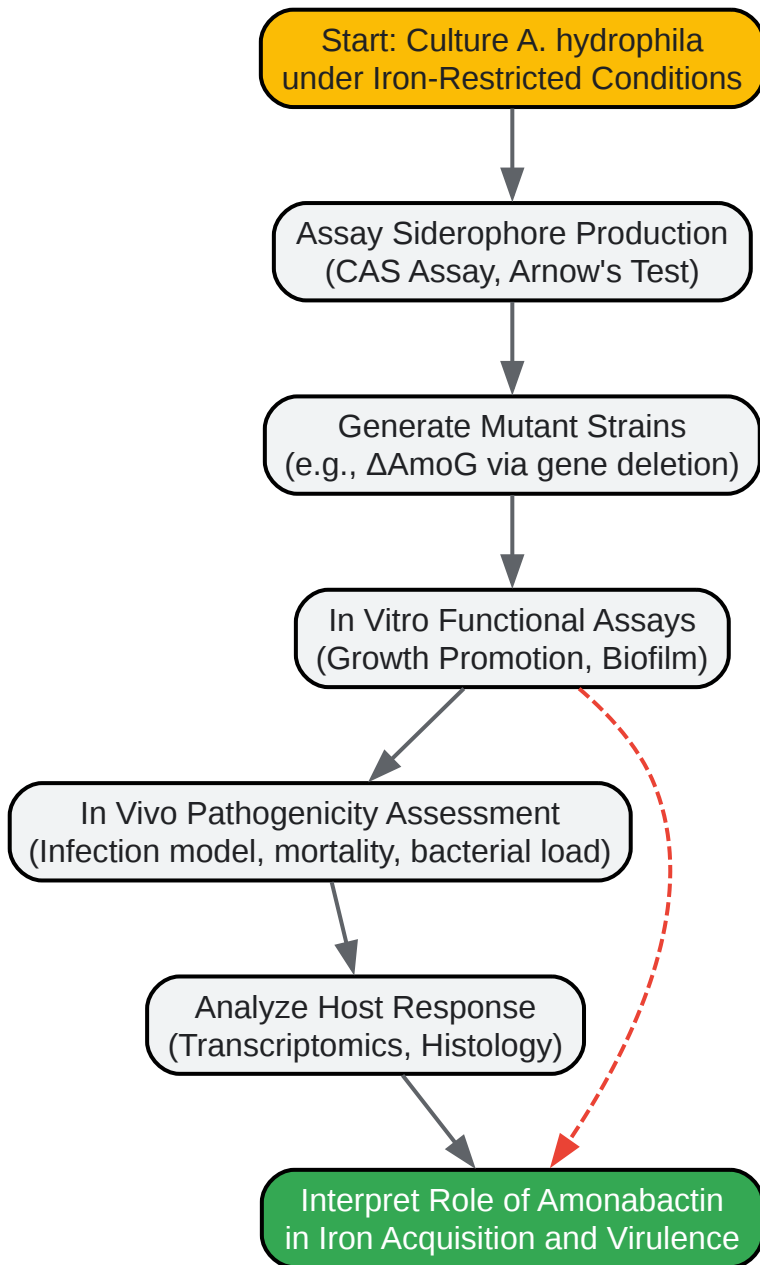 Start: Culture A. hydrophila
under Iron-Restricted Conditions
Assay Siderophore Production
(CAS Assay, Arnow's Test)
Generate Mutant Strains
(e.g., ΔAmoG via gene deletion)
In Vitro Functional Assays
(Growth Promotion, Biofilm)
In Vivo Pathogenicity Assessment
(Infection model, mortality, bacterial load)
Analyze Host Response
(Transcriptomics, Histology)
Interpret Role of Amonabactin
in Iron Acquisition and Virulence